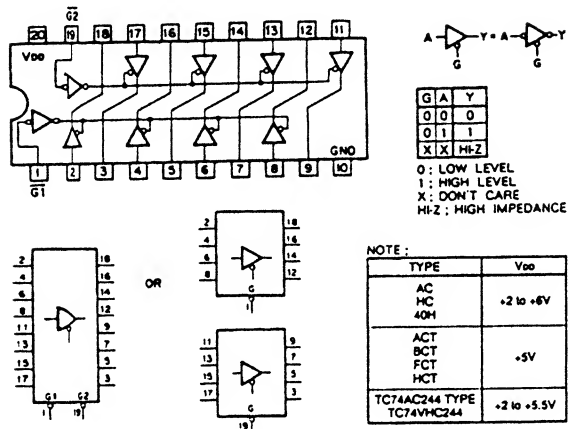 G2
20 19 18 17 16 15 14 13 12 11
VDD
GND
1 2 3 4 5 6 7 8 9 10
G1
A Y = A Y
G G
G A Y
0 0 0
0 1 1
X X HI-Z
0 : LOW LEVEL
1 : HIGH LEVEL
X : DON'T CARE
HI-Z ; HIGH IMPEDANCE
2 18
4 16
6 14
8 12
11 9
13 7
15 5
17 3
G1 G2
1 19
OR
2 18
4 16
6 14
8 12
G
1
11 9
13 7
15 5
17 3
G
19
NOTE ;
TYPE VDD
AC
HC +2 to +6V
40H
ACT
BCT +5V
FCT
HCT
TC74AC244 TYPE +2 to +5.5V
TC74VHC244